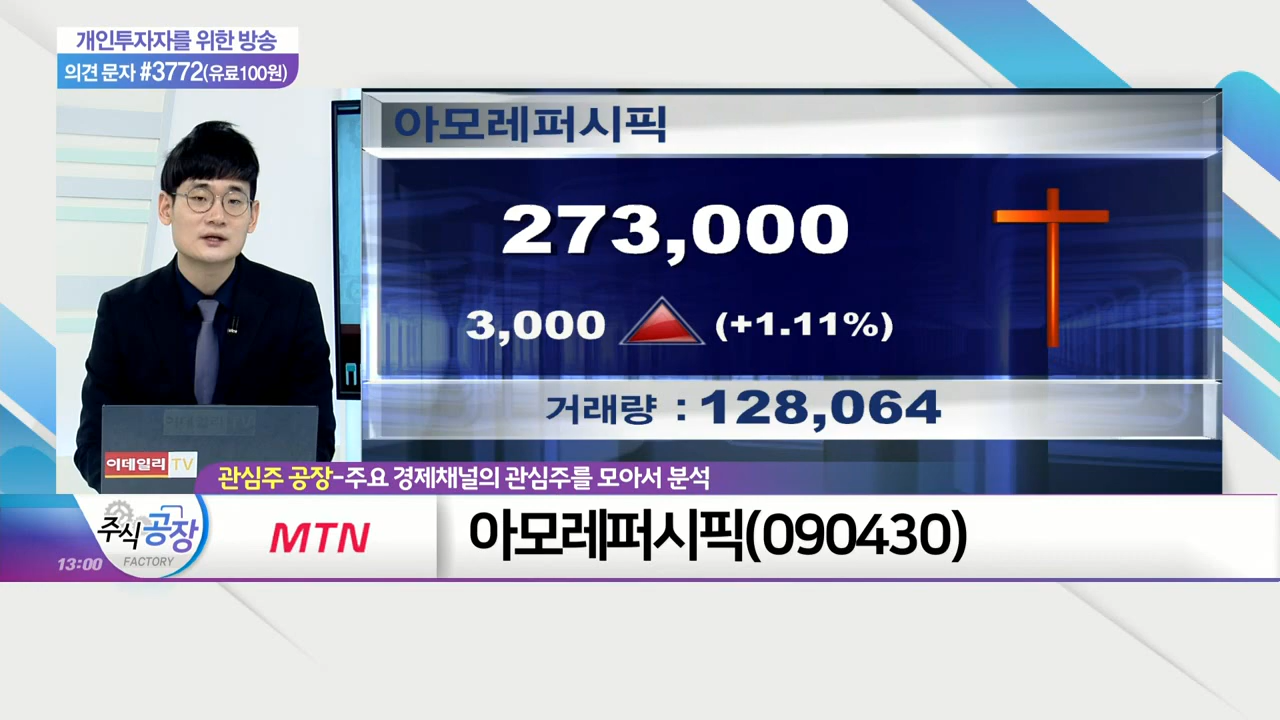 개인투자자를 위한 방송
의견 문자 #3772(유료100원)
아모레퍼시픽
273,000
3,000 ▲ (+1.11%)
거래량 : 128,064
이데일리 TV
관심주 공장-주요 경제채널의 관심주를 모아서 분석
주식공장
FACTORY
13:00
MTN
아모레퍼시픽(090430)